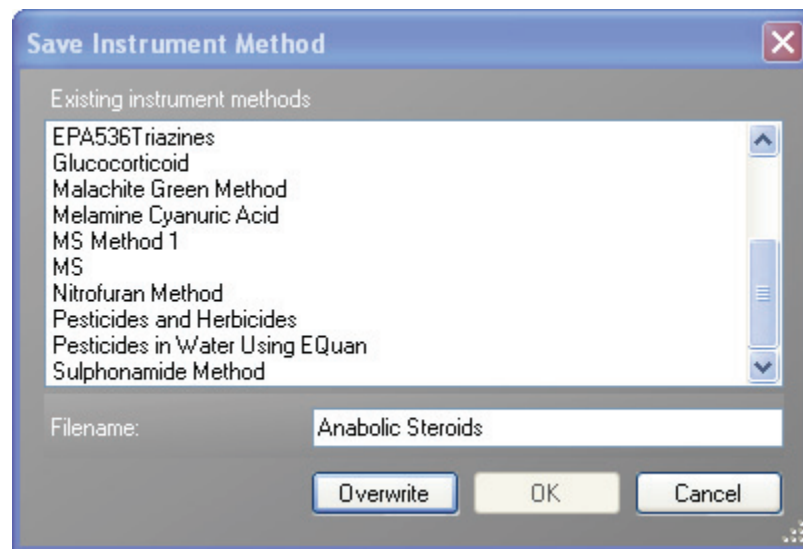 Save Instrument Method
Existing instrument methods
EPA536Triazines
Glucocorticoid
Malachite Green Method
Melamine Cyanuric Acid
MS Method 1
MS
Nitrofuran Method
Pesticides and Herbicides
Pesticides in Water Using EQuan
Sulphonamide Method
Filename: Anabolic Steroids
Overwrite OK Cancel